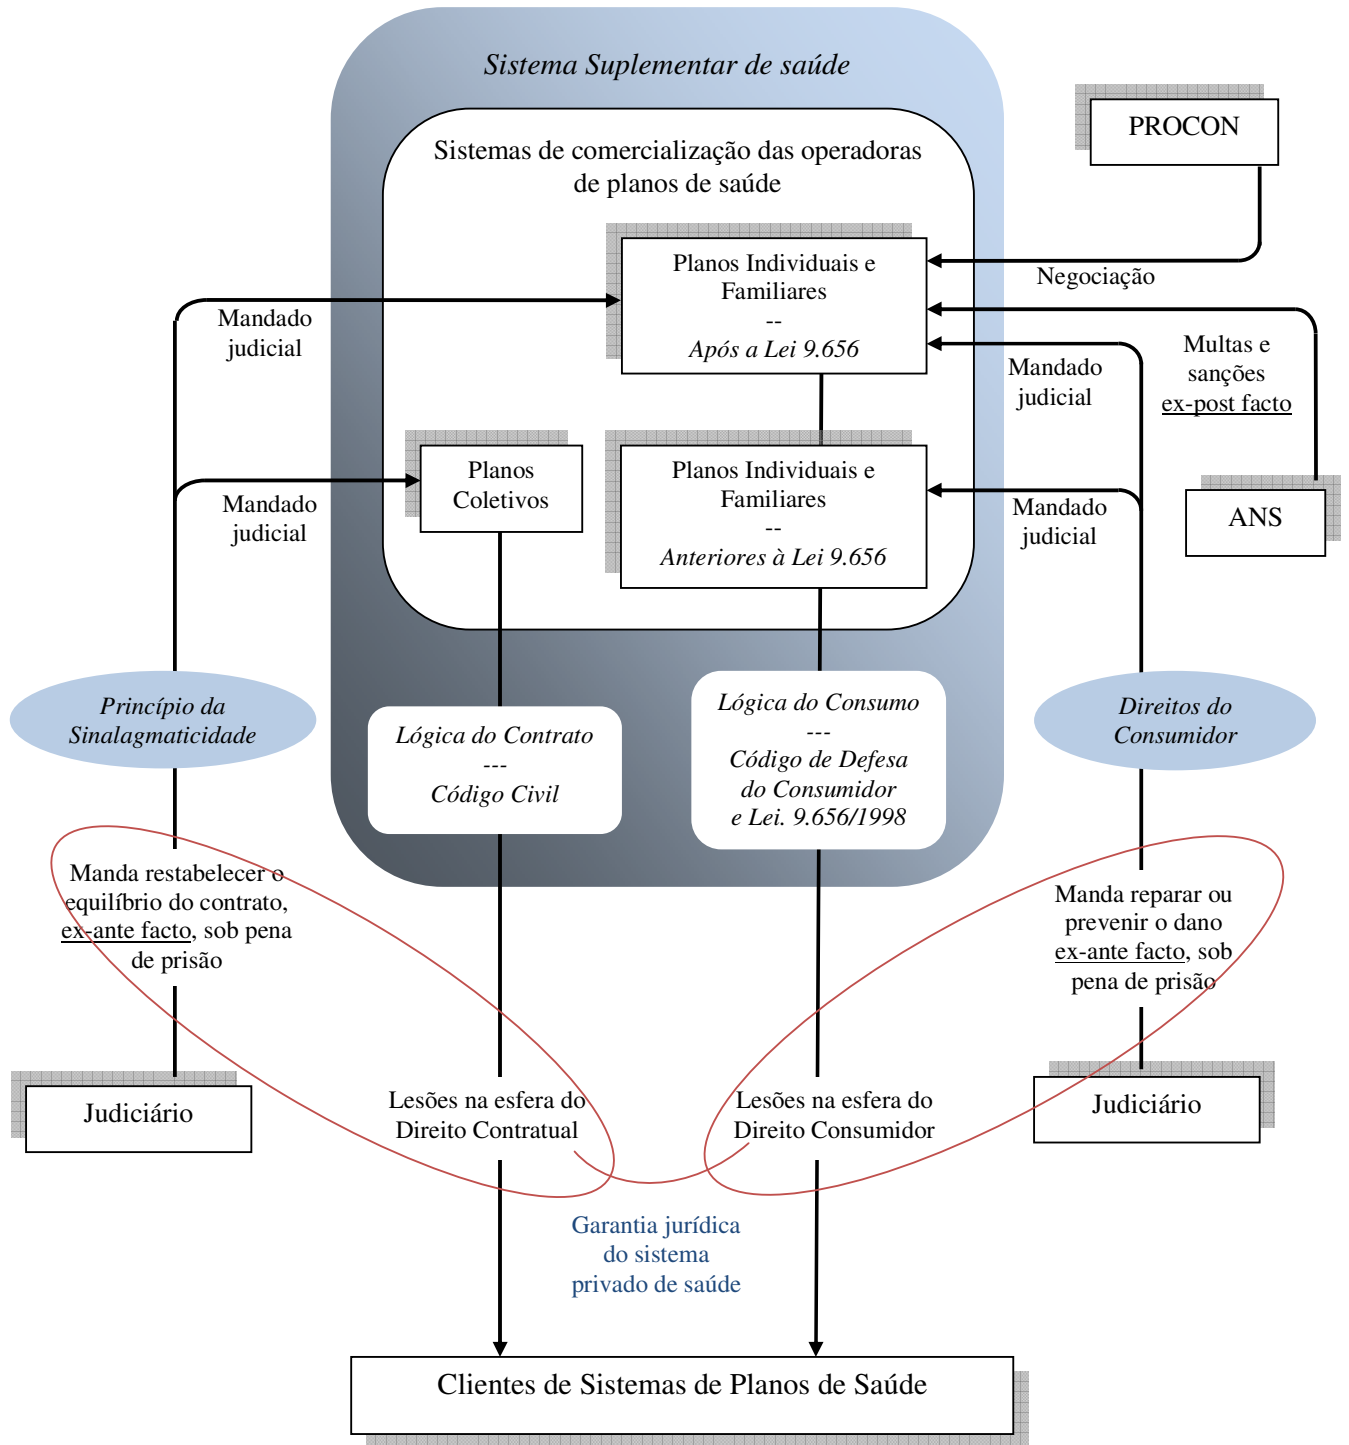 Sistema Suplementar de saúde
PROCON
Sistemas de comercialização das operadoras
de planos de saúde
Planos Individuais e
Familiares
--
Após a Lei 9.656
Negociação
Mandado
judicial
Mandado
judicial
Multas e
sanções
ex-post facto
Planos
Coletivos
Planos Individuais e
Familiares
--
Anteriores à Lei 9.656
Mandado
judicial
Mandado
judicial
ANS
Princípio da
Sinalagmaticidade
Lógica do Contrato
---
Código Civil
Lógica do Consumo
---
Código de Defesa
do Consumidor
e Lei. 9.656/1998
Direitos do
Consumidor
Manda restabelecer o
equilíbrio do contrato,
ex-ante facto, sob pena
de prisão
Manda reparar ou
prevenir o dano
ex-ante facto, sob
pena de prisão
Judiciário
Lesões na esfera do
Direito Contratual
Lesões na esfera do
Direito Consumidor
Judiciário
Garantia jurídica
do sistema
privado de saúde
Clientes de Sistemas de Planos de Saúde